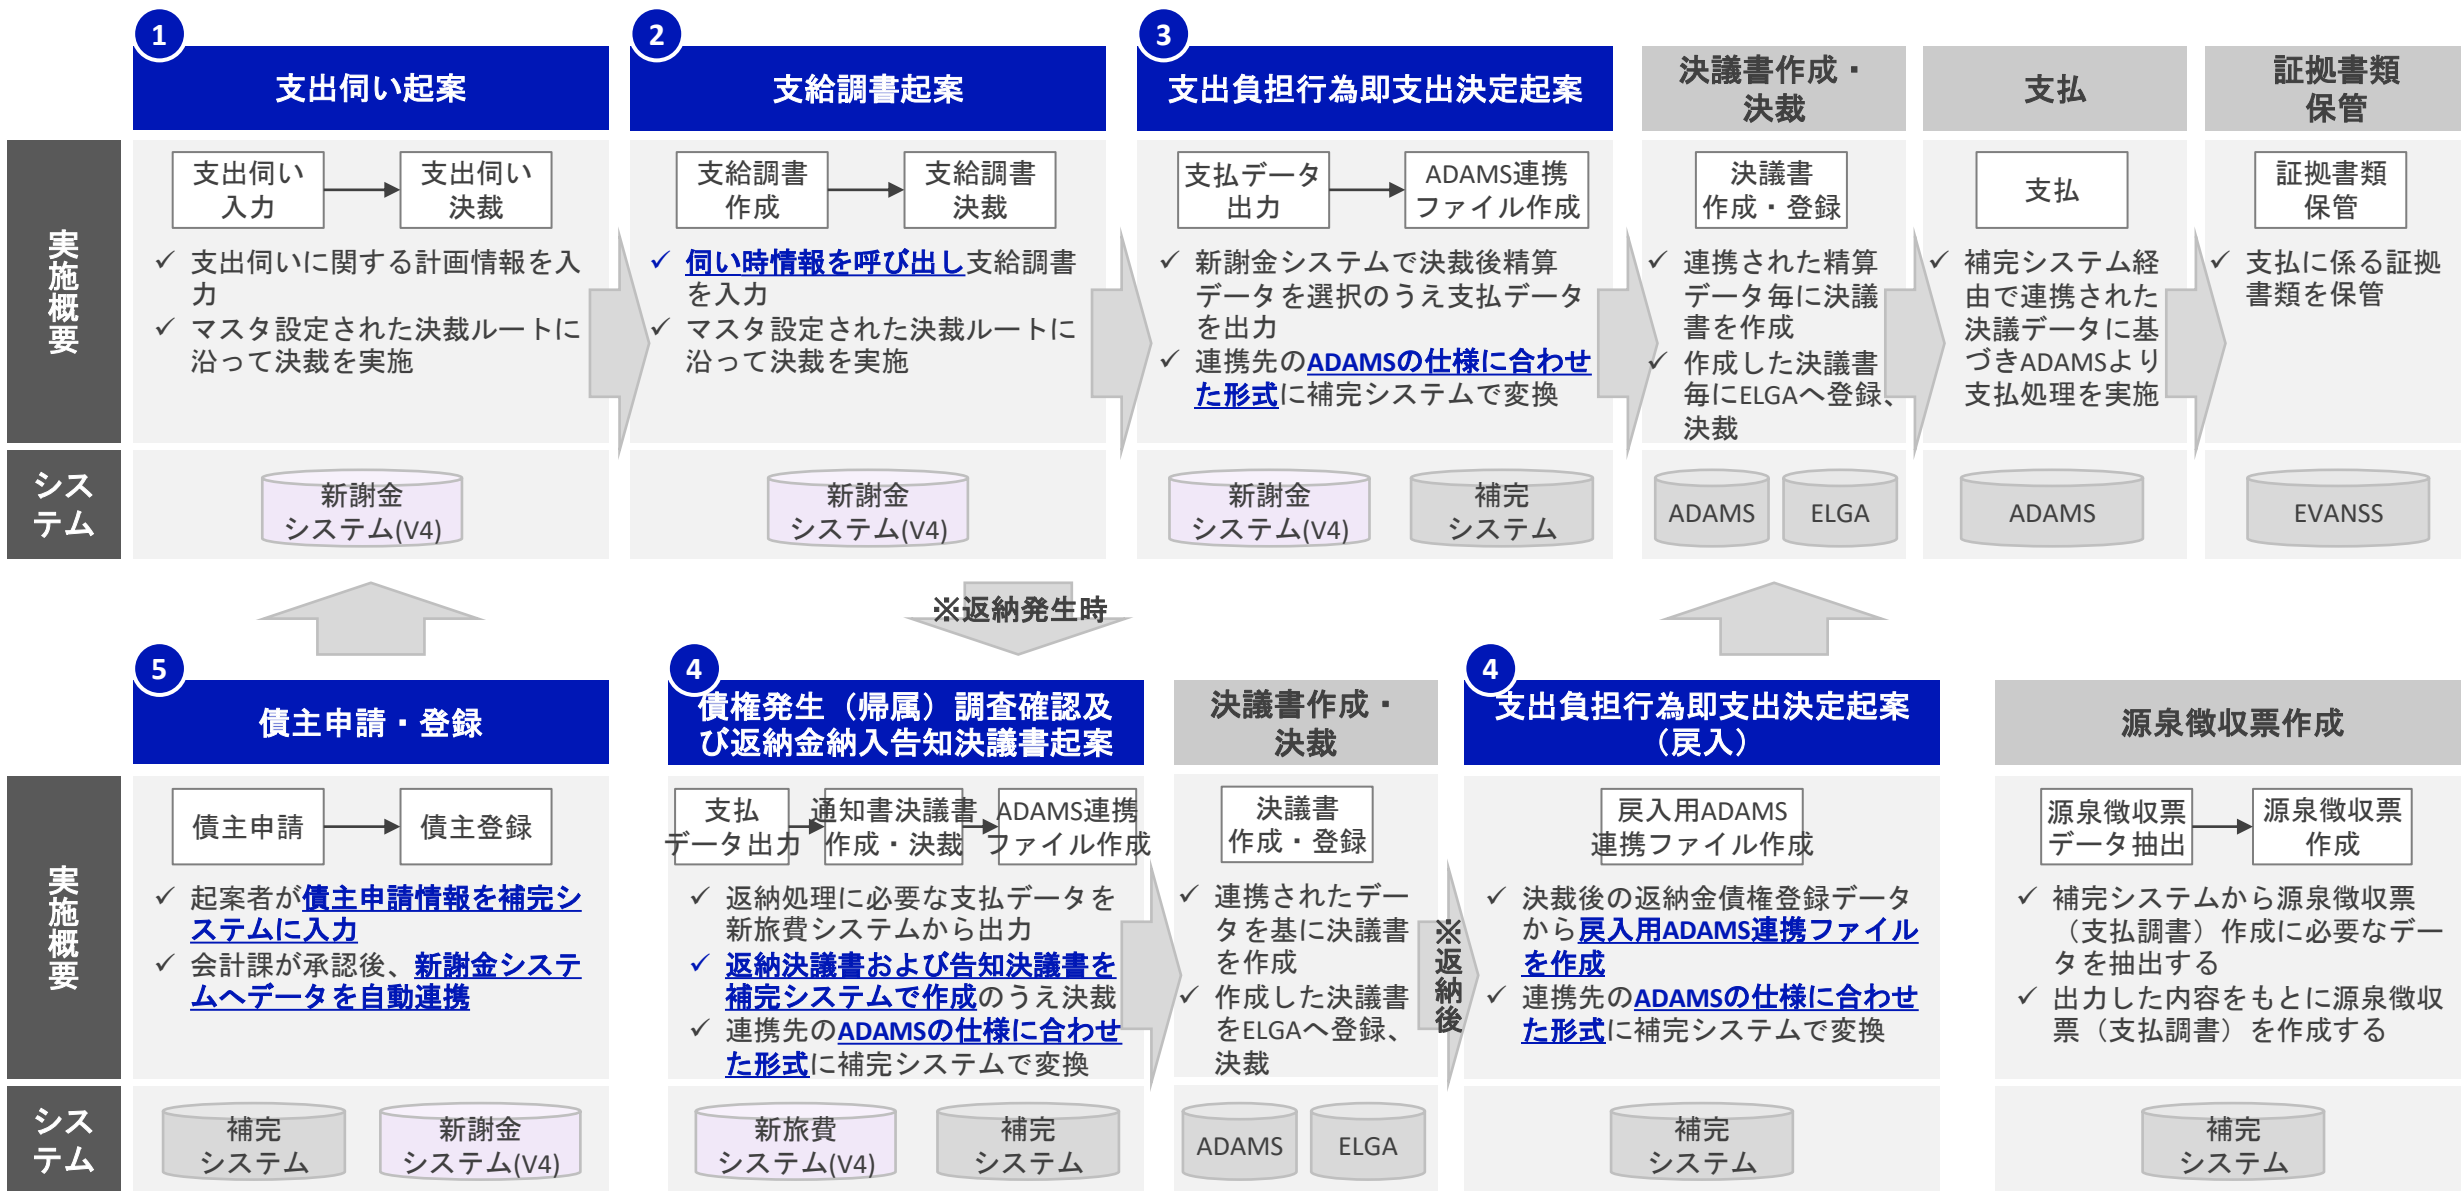 1
支出伺い起案
2
支給調書起案
3
支出負担行為即支出決定起案
決議書作成・
決裁
支払
証拠書類
保管
実施概要
支出伺い
入力
支出伺い
決裁
✓ 支出伺いに関する計画情報を入
力
✓ マスタ設定された決裁ルートに
沿って決裁を実施
支給調書
作成
支給調書
決裁
✓ 伺い時情報を呼び出し支給調書
を入力
✓ マスタ設定された決裁ルートに
沿って決裁を実施
支払データ
出力
ADAMS連携
ファイル作成
✓ 新謝金システムで決裁後精算
データを選択のうえ支払データ
を出力
✓ 連携先のADAMSの仕様に合わせ
た形式に補完システムで変換
決議書
作成・登録
✓ 連携された精算
データ毎に決議
書を作成
✓ 作成した決議書
毎にELGAへ登録、
決裁
支払
✓ 補完システム経
由で連携された
決議データに基
づきADAMSより
支払処理を実施
証拠書類
保管
✓ 支払に係る証拠
書類を保管
シス
テム
新謝金
システム(V4)
新謝金
システム(V4)
新謝金
システム(V4)
補完
システム
ADAMS
ELGA
ADAMS
EVANSS
※返納発生時
5
債主申請・登録
4
債権発生（帰属）調査確認及
び返納金納入告知決議書起案
決議書作成・
決裁
4
支出負担行為即支出決定起案
（戻入）
源泉徴収票作成
実施概要
債主申請
債主登録
✓ 起案者が債主申請情報を補完シ
ステムに入力
✓ 会計課が承認後、新謝金システ
ムへデータを自動連携
支払
データ出力
通知書決議書
作成・決裁
ADAMS連携
ファイル作成
✓ 返納処理に必要な支払データを
新旅費システムから出力
✓ 返納決議書および告知決議書を
補完システムで作成のうえ決裁
✓ 連携先のADAMSの仕様に合わせ
た形式に補完システムで変換
決議書
作成・登録
✓ 連携されたデー
タを基に決議書
を作成
✓ 作成した決議書
をELGAへ登録、
決裁
※返納後
戻入用ADAMS
連携ファイル作成
✓ 決裁後の返納金債権登録データ
から戻入用ADAMS連携ファイル
を作成
✓ 連携先のADAMSの仕様に合わせ
た形式に補完システムで変換
源泉徴収票
データ抽出
源泉徴収票
作成
✓ 補完システムから源泉徴収票
（支払調書）作成に必要なデー
タを抽出する
✓ 出力した内容をもとに源泉徴収
票（支払調書）を作成する
シス
テム
補完
システム
新謝金
システム(V4)
新旅費
システム(V4)
補完
システム
ADAMS
ELGA
補完
システム
補完
システム